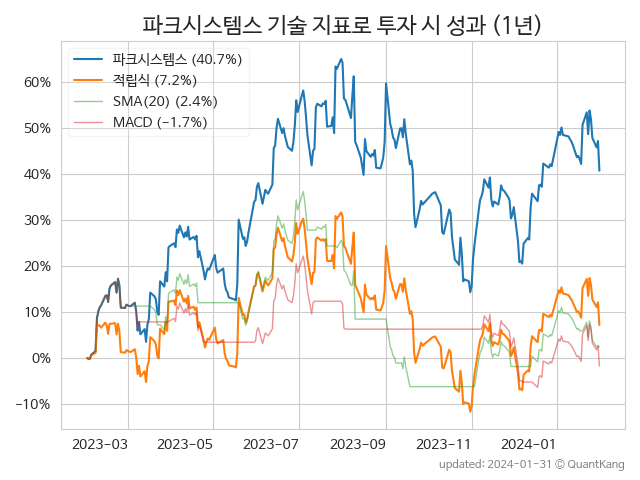 파크시스템스 기술 지표로 투자 시 성과 (1년)
파크시스템스 (40.7%)
적립식 (7.2%)
SMA(20) (2.4%)
MACD (−1.7%)
60%
50%
40%
30%
20%
10%
0%
−10%
2023-03 2023-05 2023-07 2023-09 2023-11 2024-01
updated: 2024-01-31 © QuantKang